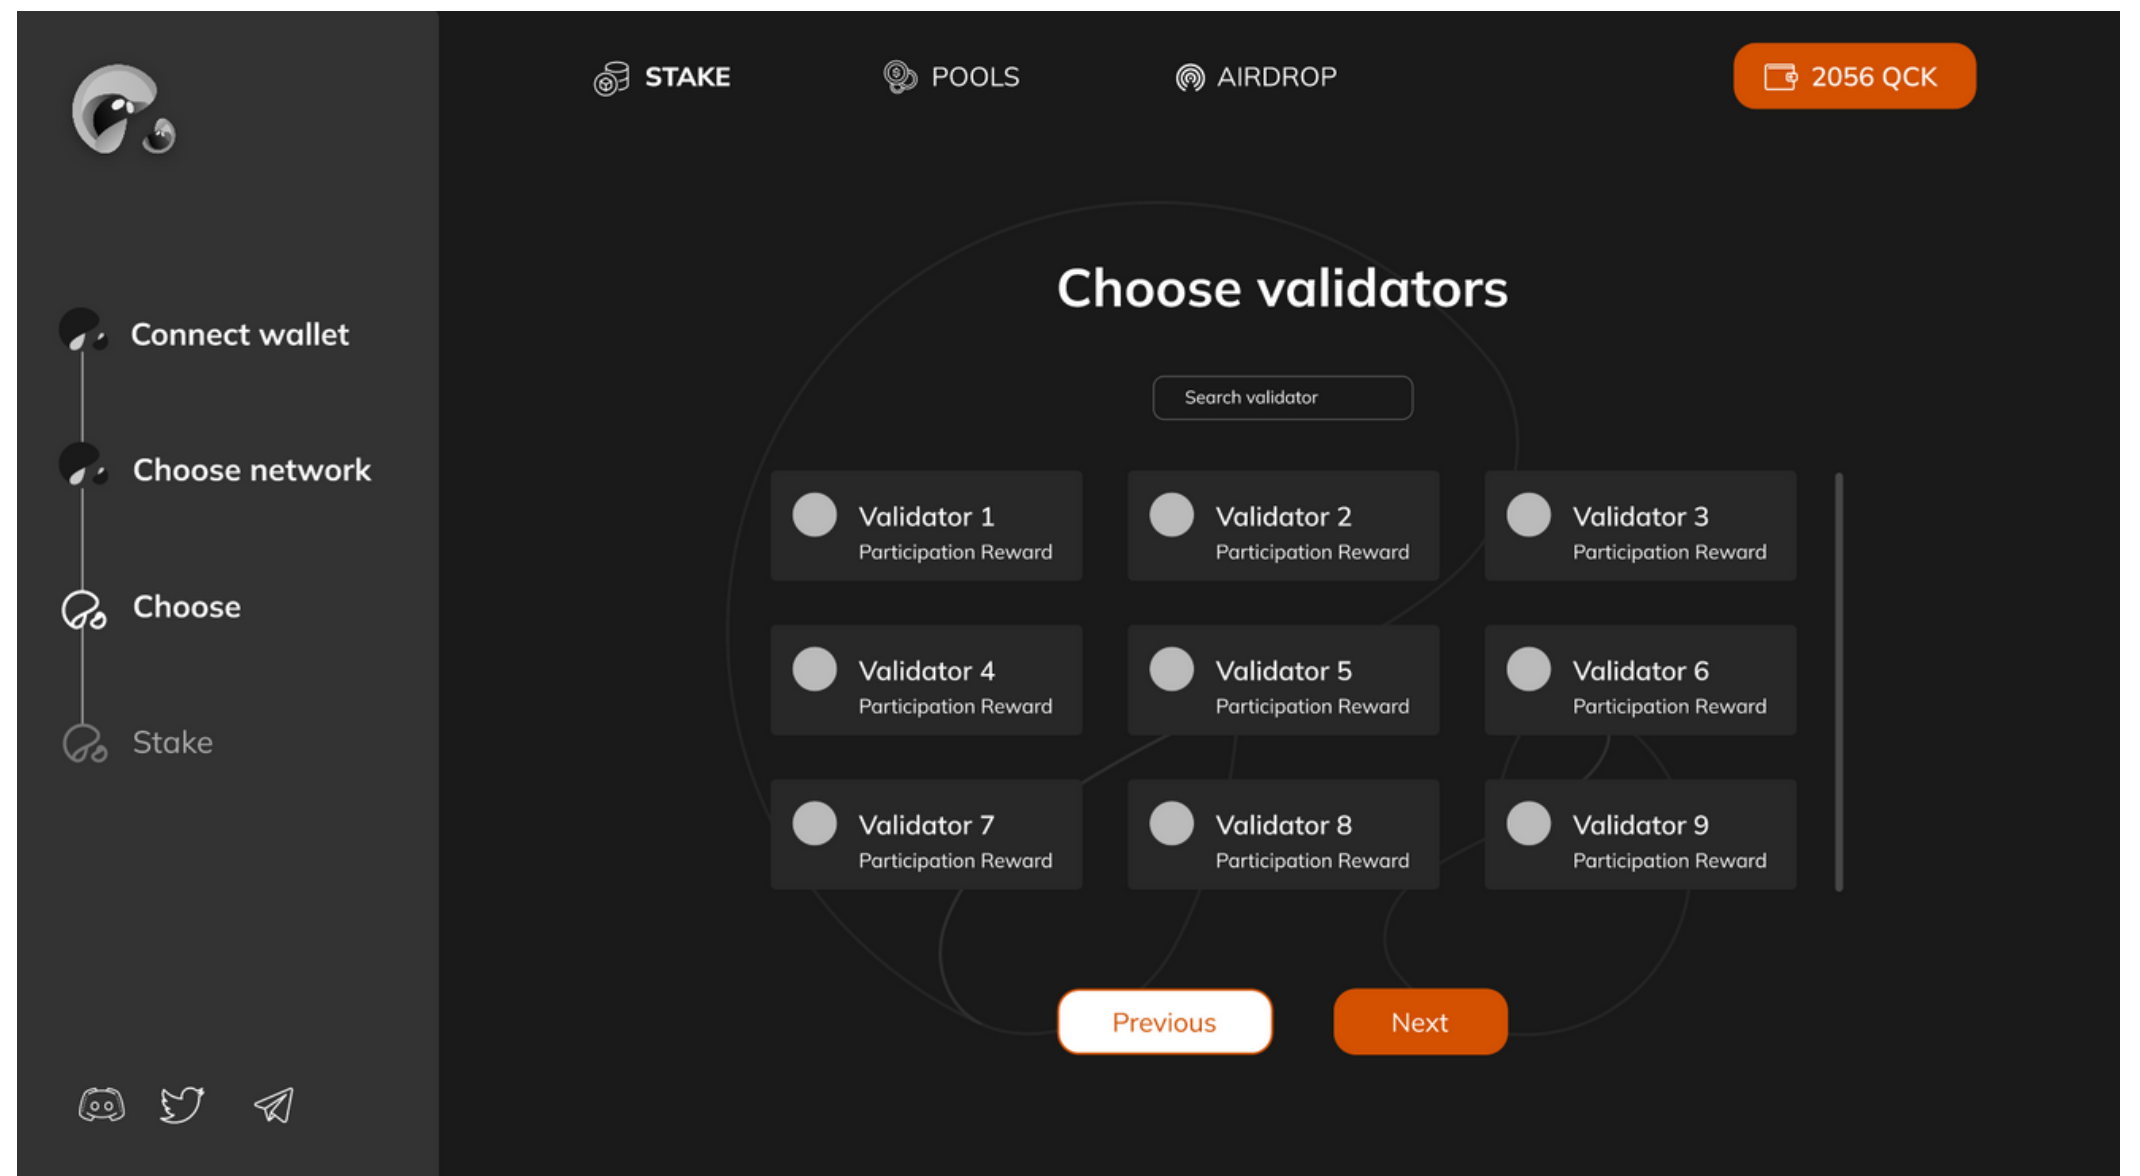 STAKE
POOLS
AIRDROP
2056 QCK
Connect wallet
Choose network
Choose
Stake
Choose validators
Search validator
Validator 1
Participation Reward
Validator 2
Participation Reward
Validator 3
Participation Reward
Validator 4
Participation Reward
Validator 5
Participation Reward
Validator 6
Participation Reward
Validator 7
Participation Reward
Validator 8
Participation Reward
Validator 9
Participation Reward
Previous
Next